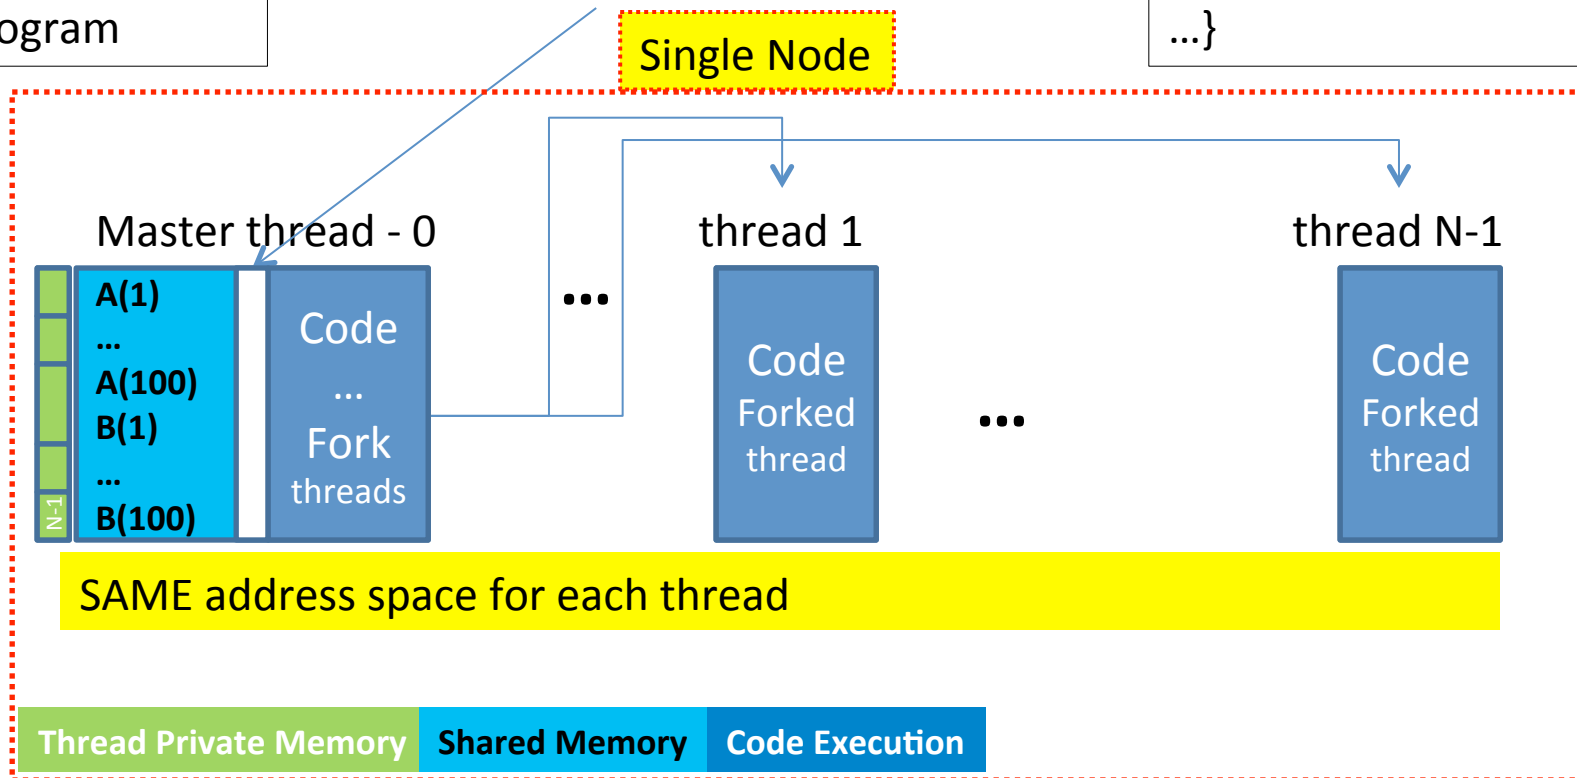 ogram
Single Node
...}
Master thread - 0
thread 1
thread N-1
A(1)
...
A(100)
B(1)
...
B(100)
N-1
Code
...
Fork
threads
...
Code
Forked
thread
...
Code
Forked
thread
SAME address space for each thread
Thread Private Memory
Shared Memory
Code Execution